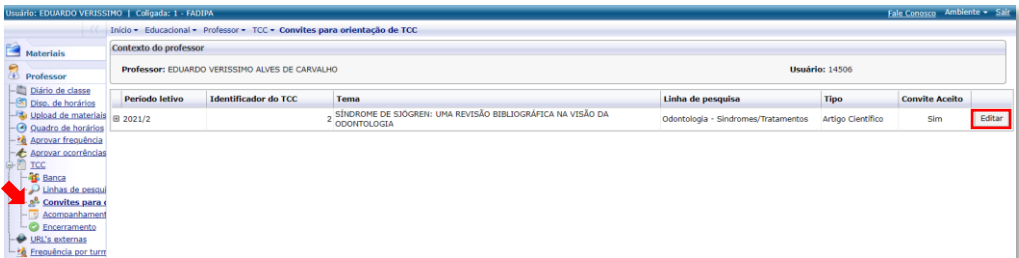 Usuário: EDUARDO VERISSIMO | Coligada: 1 - FADIPA
Fale Conosco Ambiente Sair
Início Educacional Professor TCC Convites para orientação de TCC
Materiais
Professor
Diário de classe
Disp. de horários
Upload de materiais
Quadro de horários
Aprovar frequência
Aprovar ocorrências
TCC
Banca
Linhas de pesqui
Convites para o
Acompanhament
Encerramento
URL's externas
Frequência por turm
Contexto do professor
Professor: EDUARDO VERISSIMO ALVES DE CARVALHO
Usuário: 14506
Período letivo Identificador do TCC Tema Linha de pesquisa Tipo Convite Aceito
2021/2 2 SÍNDROME DE SJÖGREN: UMA REVISÃO BIBLIOGRÁFICA NA VISÃO DA
ODONTOLOGIA
Odontologia - Síndromes/Tratamentos Artigo Científico Sim Editar